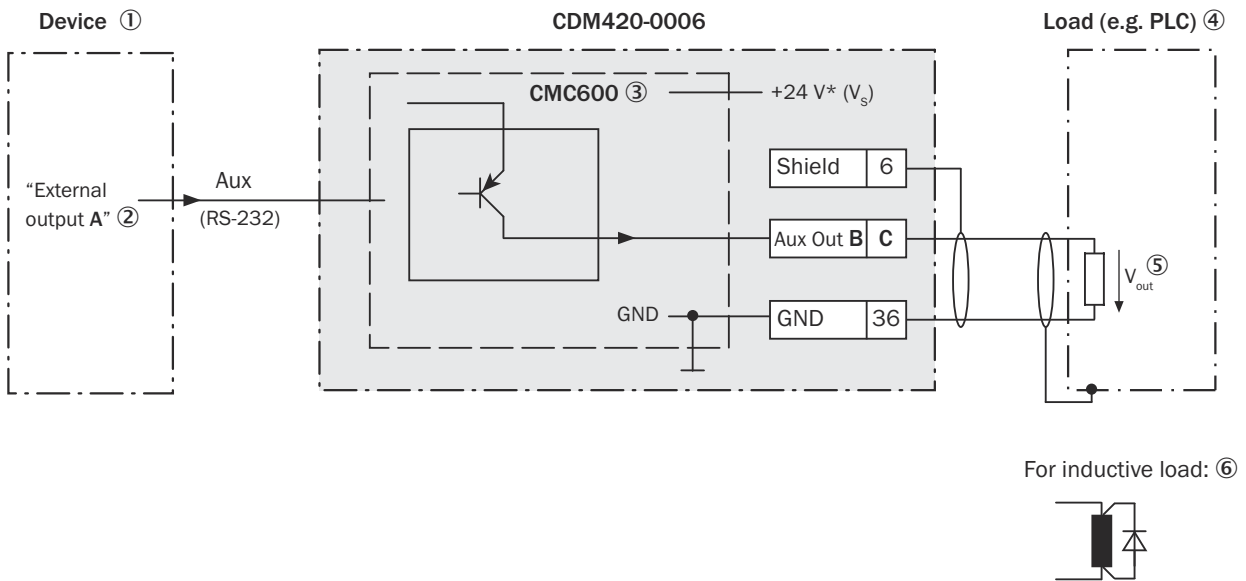 Device ①
CDM420-0006
Load (e.g. PLC) ④
CMC600 ③
+24 V* (Vs)
Shield 6
"External
output A" ②
Aux
(RS-232)
Aux Out B C
Vout ⑤
GND
GND 36
For inductive load: ⑥